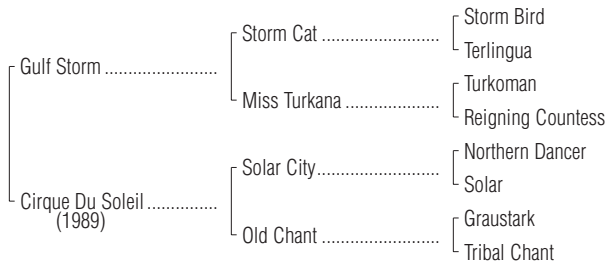 Storm Bird
Storm Cat ........................
Terlingua
Gulf Storm .......................
Turkoman
Miss Turkana ...................
Reigning Countess
Northern Dancer
Solar City.........................
Solar
Cirque Du Soleil ..............
(1989)
Graustark
Old Chant ........................
Tribal Chant